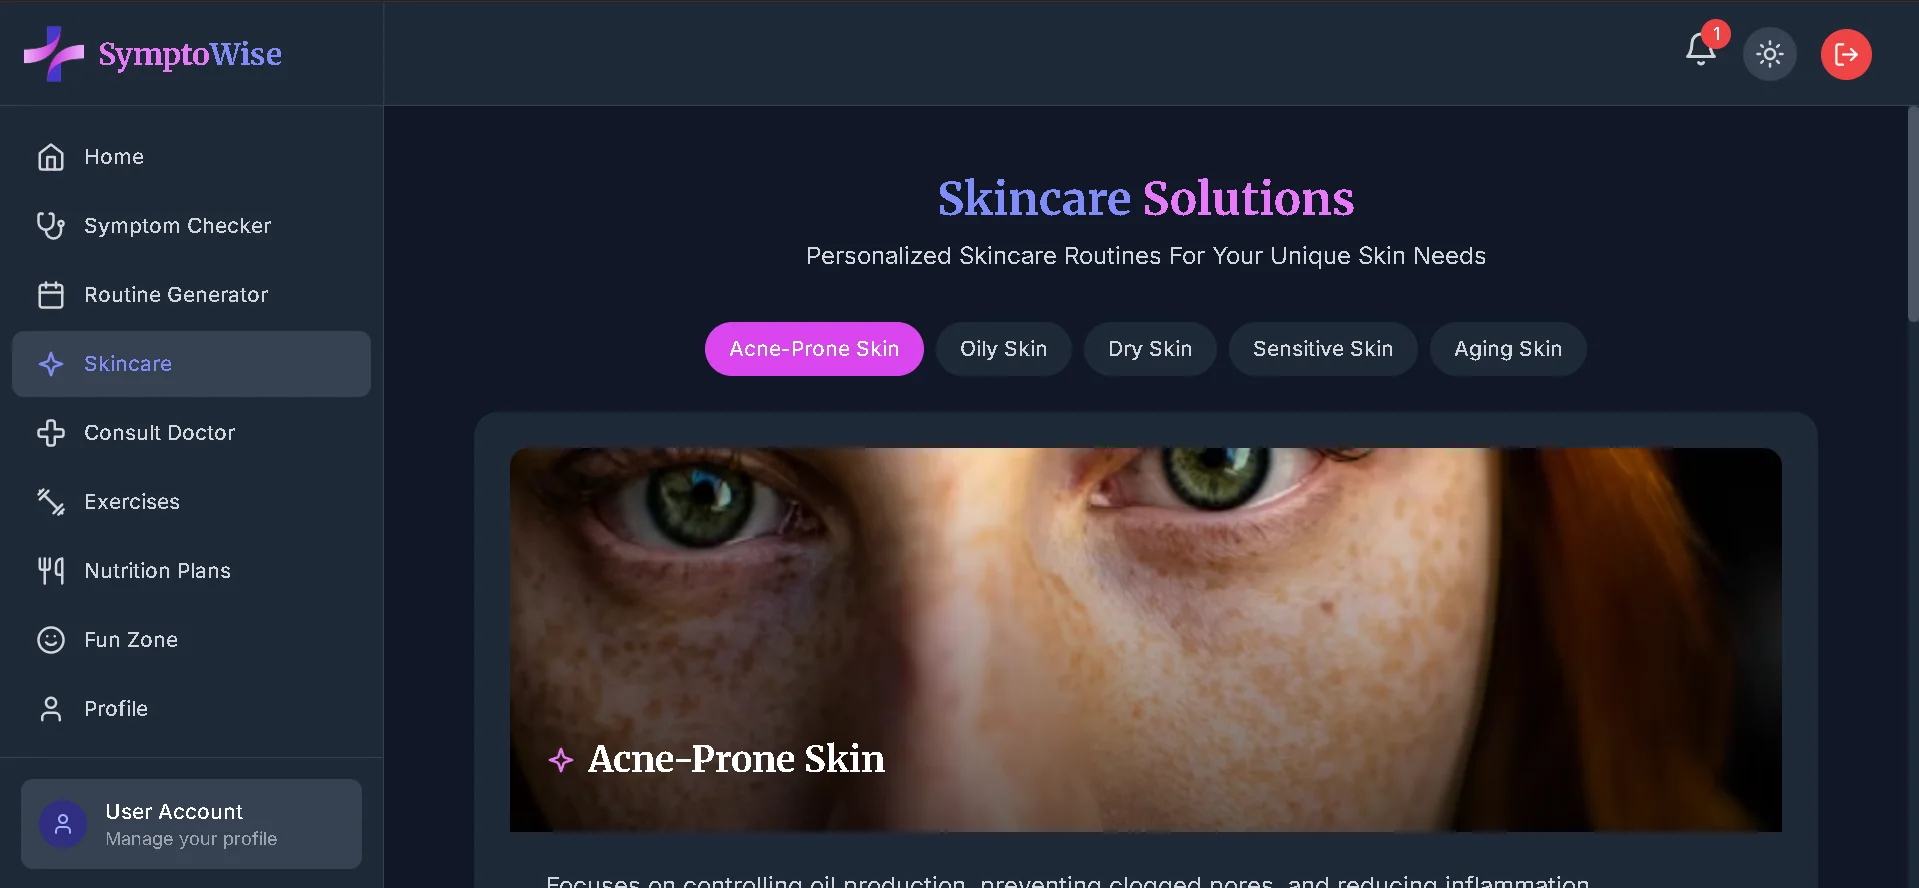 SymptoWise
1
Home
Symptom Checker
Routine Generator
Skincare
Consult Doctor
Exercises
Nutrition Plans
Fun Zone
Profile
User Account
Manage your profile
Skincare Solutions
Personalized Skincare Routines For Your Unique Skin Needs
Acne-Prone Skin
Oily Skin
Dry Skin
Sensitive Skin
Aging Skin
Acne-Prone Skin
Focuses on controlling oil production, preventing clogged pores, and reducing inflammation